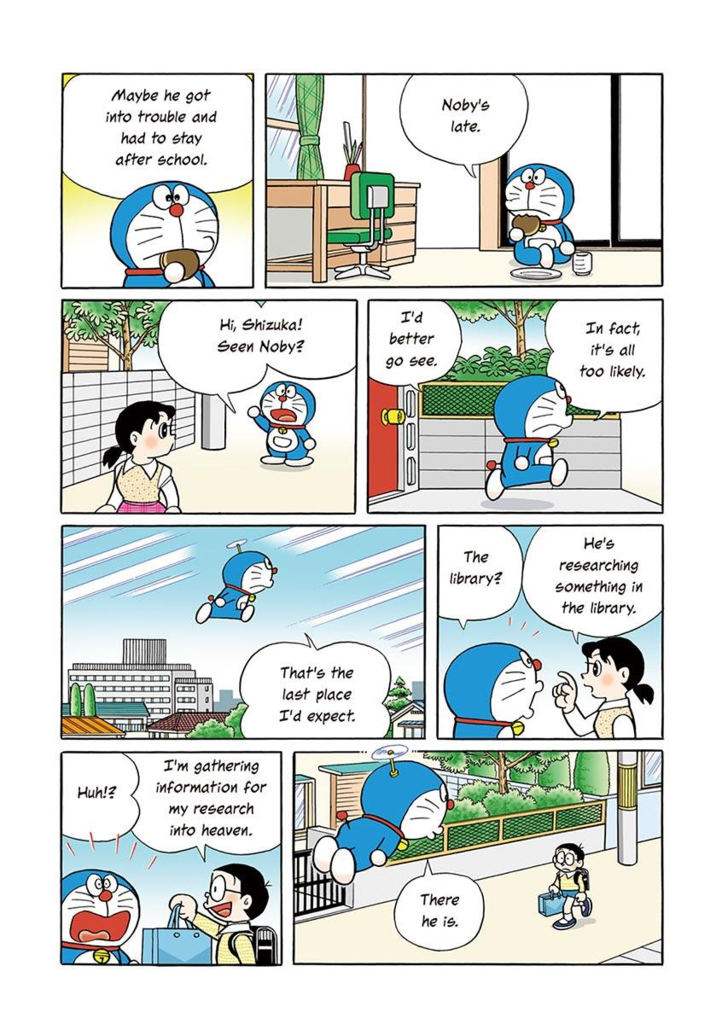 Noby's
late.
Maybe he got
into trouble and
had to stay
after school.
In fact,
it's all
too likely.
I'd
better
go see.
Hi, Shizuka!
Seen Noby?
He's
researching
something in
the library.
The
library?
That's the
last place
I'd expect.
There
he is.
I'm gathering
information for
my research
into heaven.
Huh!?